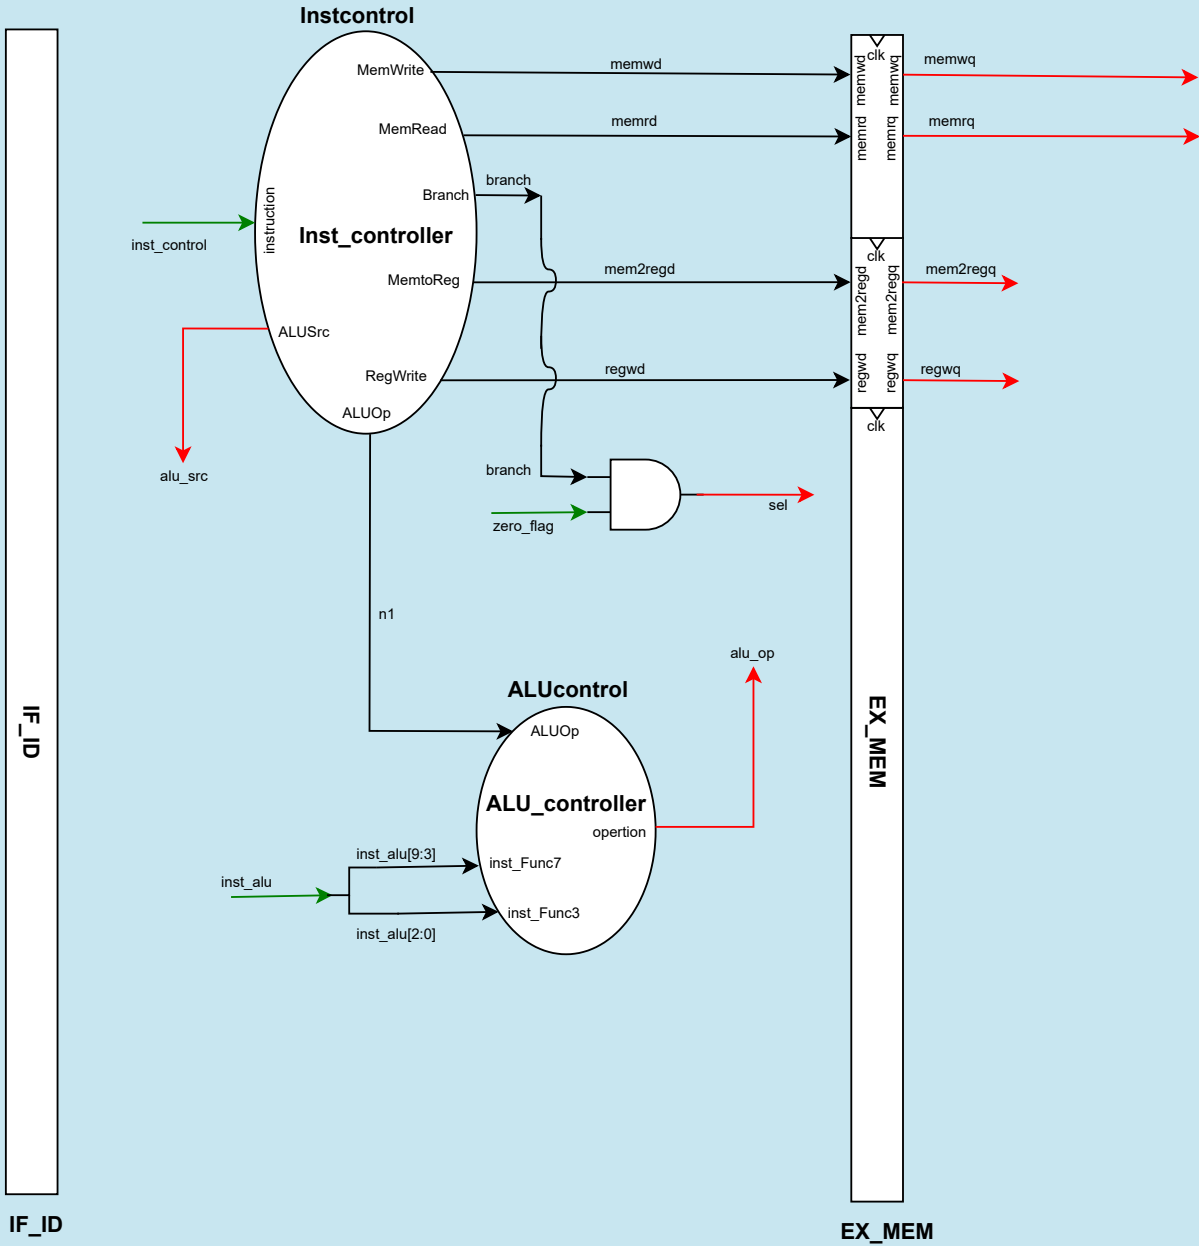 Instcontrol
MemWrite
memwd
memwd
clk
memwq
memwq
MemRead
memrd
memrd
memrq
memrq
Branch
branch
instruction
inst_control
Inst_controller
clk
MemtoReg
mem2regd
mem2regd
mem2regq
mem2regq
ALUSrc
RegWrite
regwd
regwd
regwq
regwq
ALUOp
clk
alu_src
branch
zero_flag
sel
n1
alu_op
ALUcontrol
IF_ID
ALUOp
EX_MEM
ALU_controller
opertion
inst_alu[9:3]
inst_Func7
inst_alu
inst_Func3
inst_alu[2:0]
IF_ID
EX_MEM